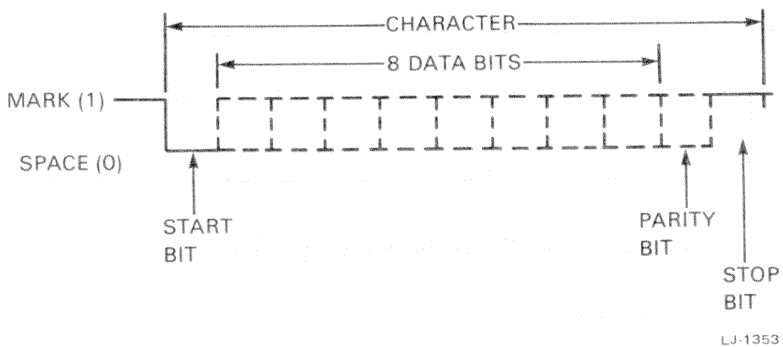 CHARACTER
8 DATA BITS
MARK (1)
SPACE (0)
START
BIT
PARITY
BIT
STOP
BIT
LJ-1353